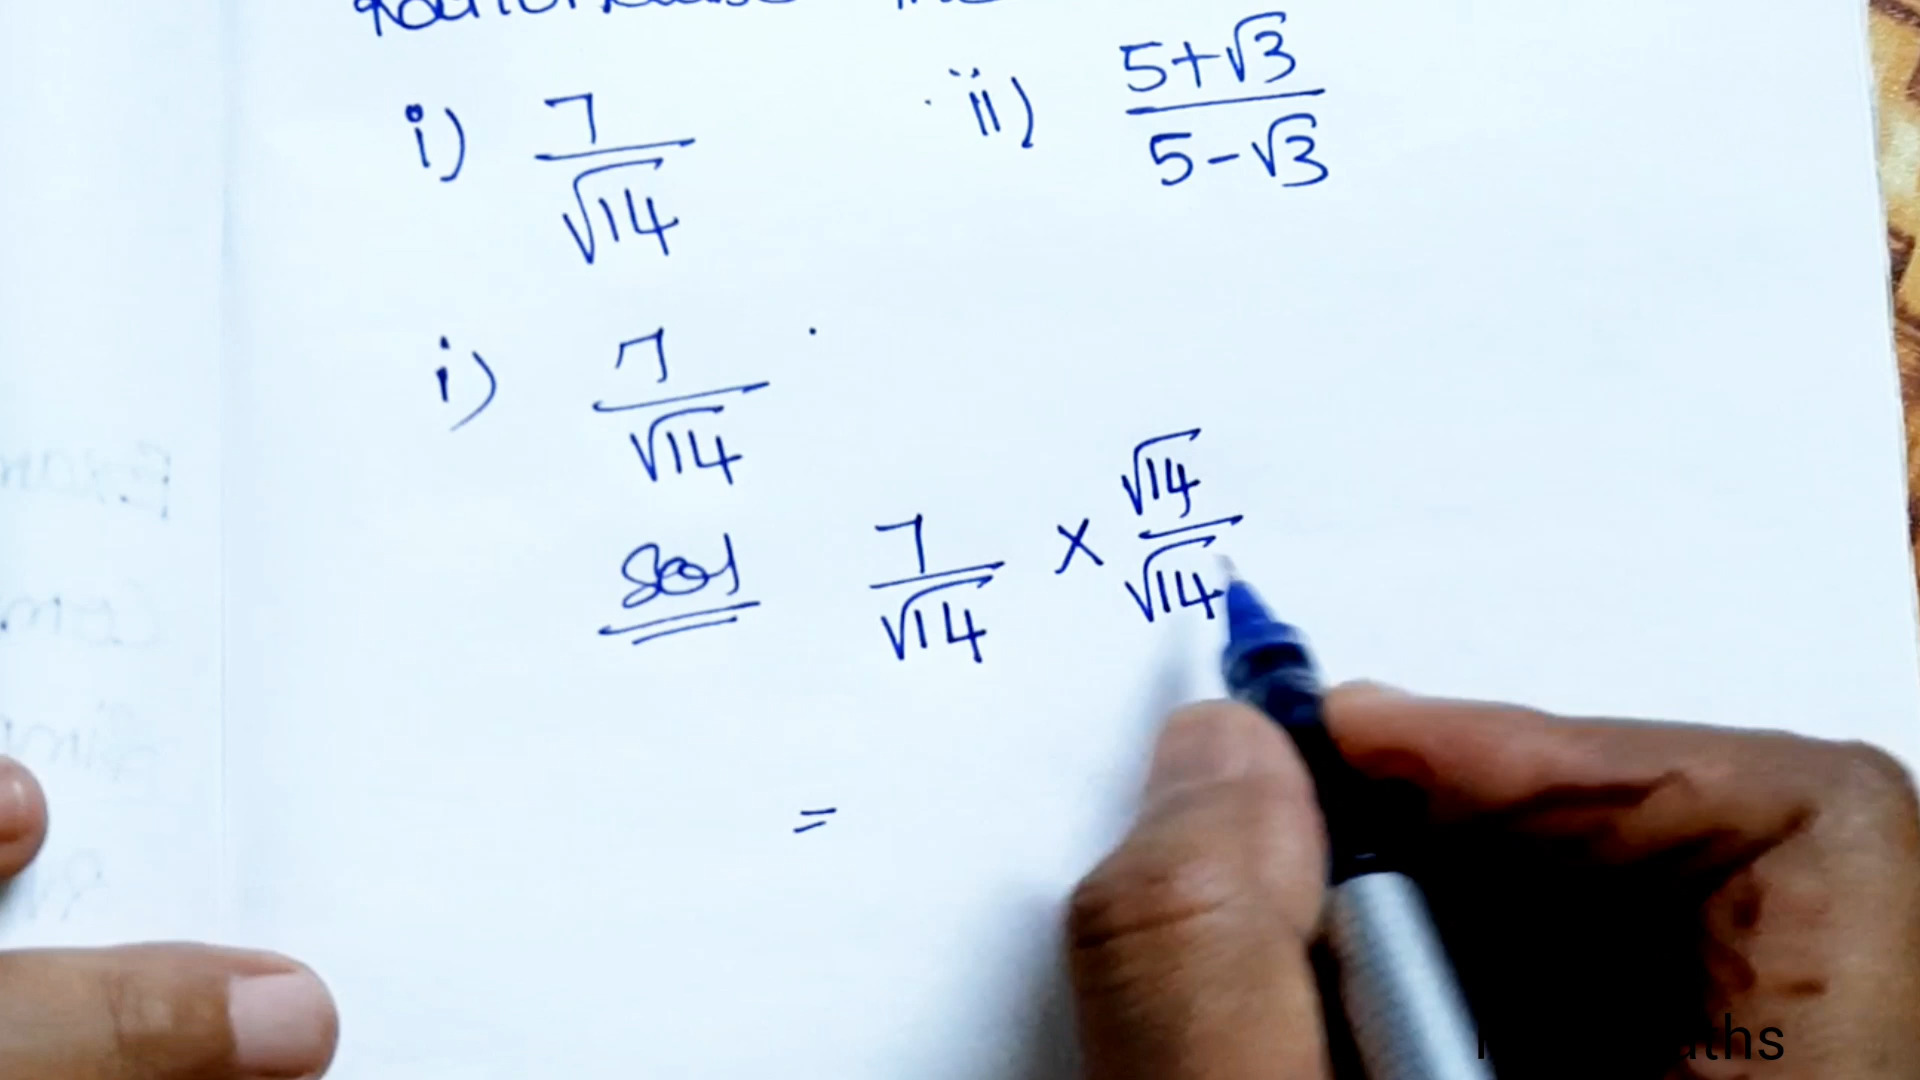 i) 7/√14 ii) 5+√3/5-√3
i) 7/√14
Sol 7/√14 × √14/√14
=